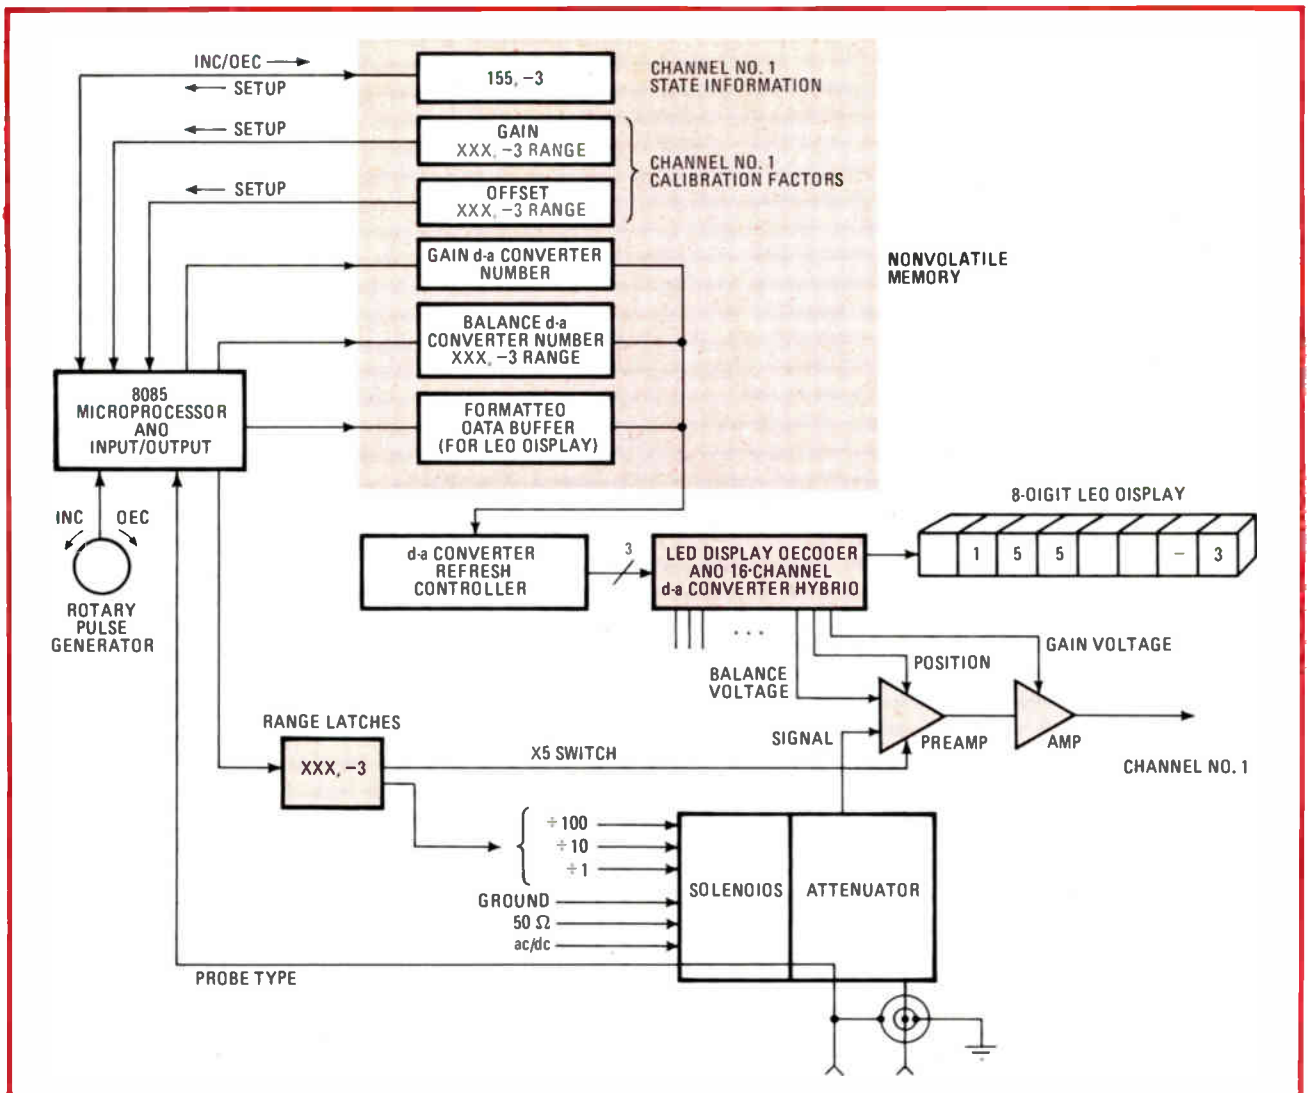 INC/OEC
SETUP
155, -3
CHANNEL NO. 1
STATE INFORMATION
SETUP
GAIN
XXX, -3 RANGE
CHANNEL NO. 1
CALIBRATION FACTORS
SETUP
OFFSET
XXX, -3 RANGE
GAIN d-a CONVERTER
NUMBER
NONVOLATILE
MEMORY
BALANCE d-a
CONVERTER NUMBER
XXX, -3 RANGE
8085
MICROPROCESSOR
AND
INPUT/OUTPUT
FORMATTEO
DATA BUFFER
(FOR LEO OISPLAY)
INC
OEC
ROTARY
PULSE
GENERATOR
d-a CONVERTER
REFRESH
CONTROLLER
3
LED DISPLAY OECOOER
AND 16-CHANNEL
d-a CONVERTER HYBRIO
...
8-OIGIT LEO OISPLAY
1 5 5 - 3
BALANCE
VOLTAGE
POSITION
GAIN VOLTAGE
SIGNAL
PREAMP
AMP
CHANNEL NO. 1
RANGE LATCHES
XXX, -3
X5 SWITCH
÷100
÷10
÷1
GROUND
50 Ω
ac/dc
SOLENOIOS
ATTENUATOR
PROBE TYPE